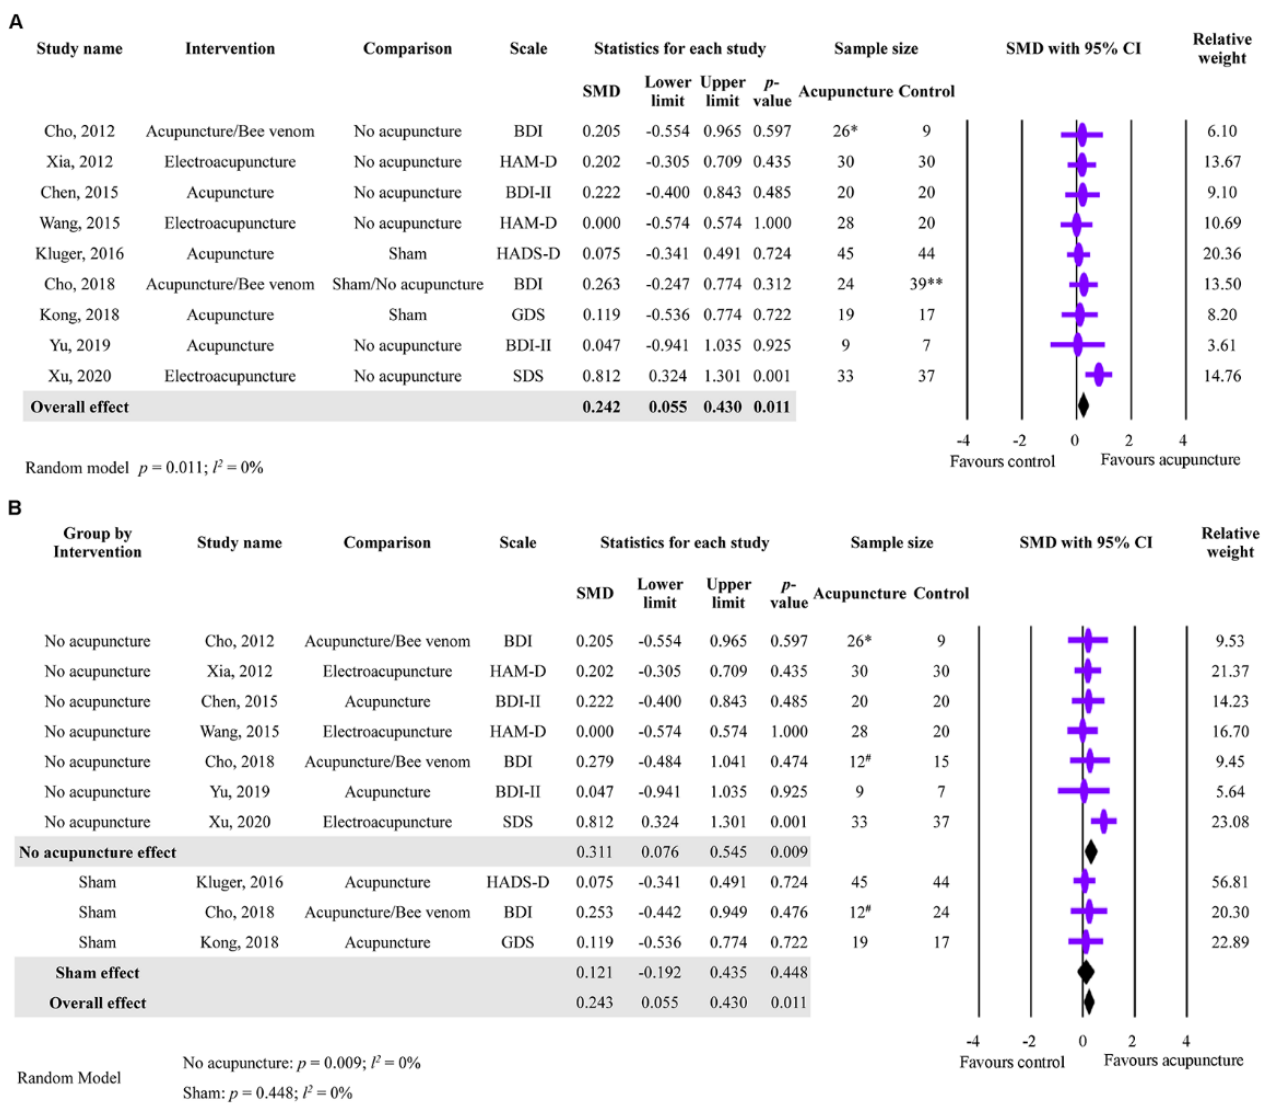 A
Study name Intervention Comparison Scale Statistics for each study Sample size SMD with 95% CI Relative weight
SMD Lower limit Upper limit p-value Acupuncture Control
Cho, 2012 Acupuncture/Bee venom No acupuncture BDI 0.205 -0.554 0.965 0.597 26* 9 6.10
Xia, 2012 Electroacupuncture No acupuncture HAM-D 0.202 -0.305 0.709 0.435 30 30 13.67
Chen, 2015 Acupuncture No acupuncture BDI-II 0.222 -0.400 0.843 0.485 20 20 9.10
Wang, 2015 Electroacupuncture No acupuncture HAM-D 0.000 -0.574 0.574 1.000 28 20 10.69
Kluger, 2016 Acupuncture Sham HADS-D 0.075 -0.341 0.491 0.724 45 44 20.36
Cho, 2018 Acupuncture/Bee venom Sham/No acupuncture BDI 0.263 -0.247 0.774 0.312 24 39** 13.50
Kong, 2018 Acupuncture Sham GDS 0.119 -0.536 0.774 0.722 19 17 8.20
Yu, 2019 Acupuncture No acupuncture BDI-II 0.047 -0.941 1.035 0.925 9 7 3.61
Xu, 2020 Electroacupuncture No acupuncture SDS 0.812 0.324 1.301 0.001 33 37 14.76
Overall effect 0.242 0.055 0.430 0.011
-4 -2 0 2 4
Favours control Favours acupuncture
Random model p = 0.011; I² = 0%
B
Group by Intervention Study name Comparison Scale Statistics for each study Sample size SMD with 95% CI Relative weight
SMD Lower limit Upper limit p-value Acupuncture Control
No acupuncture Cho, 2012 Acupuncture/Bee venom BDI 0.205 -0.554 0.965 0.597 26* 9 9.53
No acupuncture Xia, 2012 Electroacupuncture HAM-D 0.202 -0.305 0.709 0.435 30 30 21.37
No acupuncture Chen, 2015 Acupuncture BDI-II 0.222 -0.400 0.843 0.485 20 20 14.23
No acupuncture Wang, 2015 Electroacupuncture HAM-D 0.000 -0.574 0.574 1.000 28 20 16.70
No acupuncture Cho, 2018 Acupuncture/Bee venom BDI 0.279 -0.484 1.041 0.474 12# 15 9.45
No acupuncture Yu, 2019 Acupuncture BDI-II 0.047 -0.941 1.035 0.925 9 7 5.64
No acupuncture Xu, 2020 Electroacupuncture SDS 0.812 0.324 1.301 0.001 33 37 23.08
No acupuncture effect 0.311 0.076 0.545 0.009
Sham Kluger, 2016 Acupuncture HADS-D 0.075 -0.341 0.491 0.724 45 44 56.81
Sham Cho, 2018 Acupuncture/Bee venom BDI 0.253 -0.442 0.949 0.476 12# 24 20.30
Sham Kong, 2018 Acupuncture GDS 0.119 -0.536 0.774 0.722 19 17 22.89
Sham effect 0.121 -0.192 0.435 0.448
Overall effect 0.243 0.055 0.430 0.011
-4 -2 0 2 4
Favours control Favours acupuncture
Random Model
No acupuncture: p = 0.009; I² = 0%
Sham: p = 0.448; I² = 0%